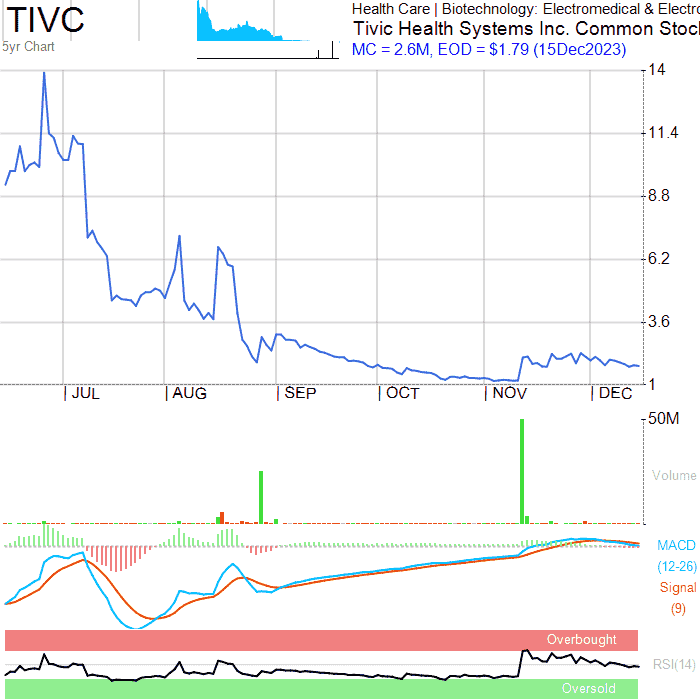 TIVC
5yr Chart
Health Care | Biotechnology: Electromedical & Electro
Tivic Health Systems Inc. Common Stoc
MC = 2.6M, EOD = $1.79 (15Dec2023)
14
11.4
8.8
6.2
3.6
1
JUL AUG SEP OCT NOV DEC
50M
Volume
MACD
(12-26)
Signal
(9)
Overbought
RSI(14)
Oversold